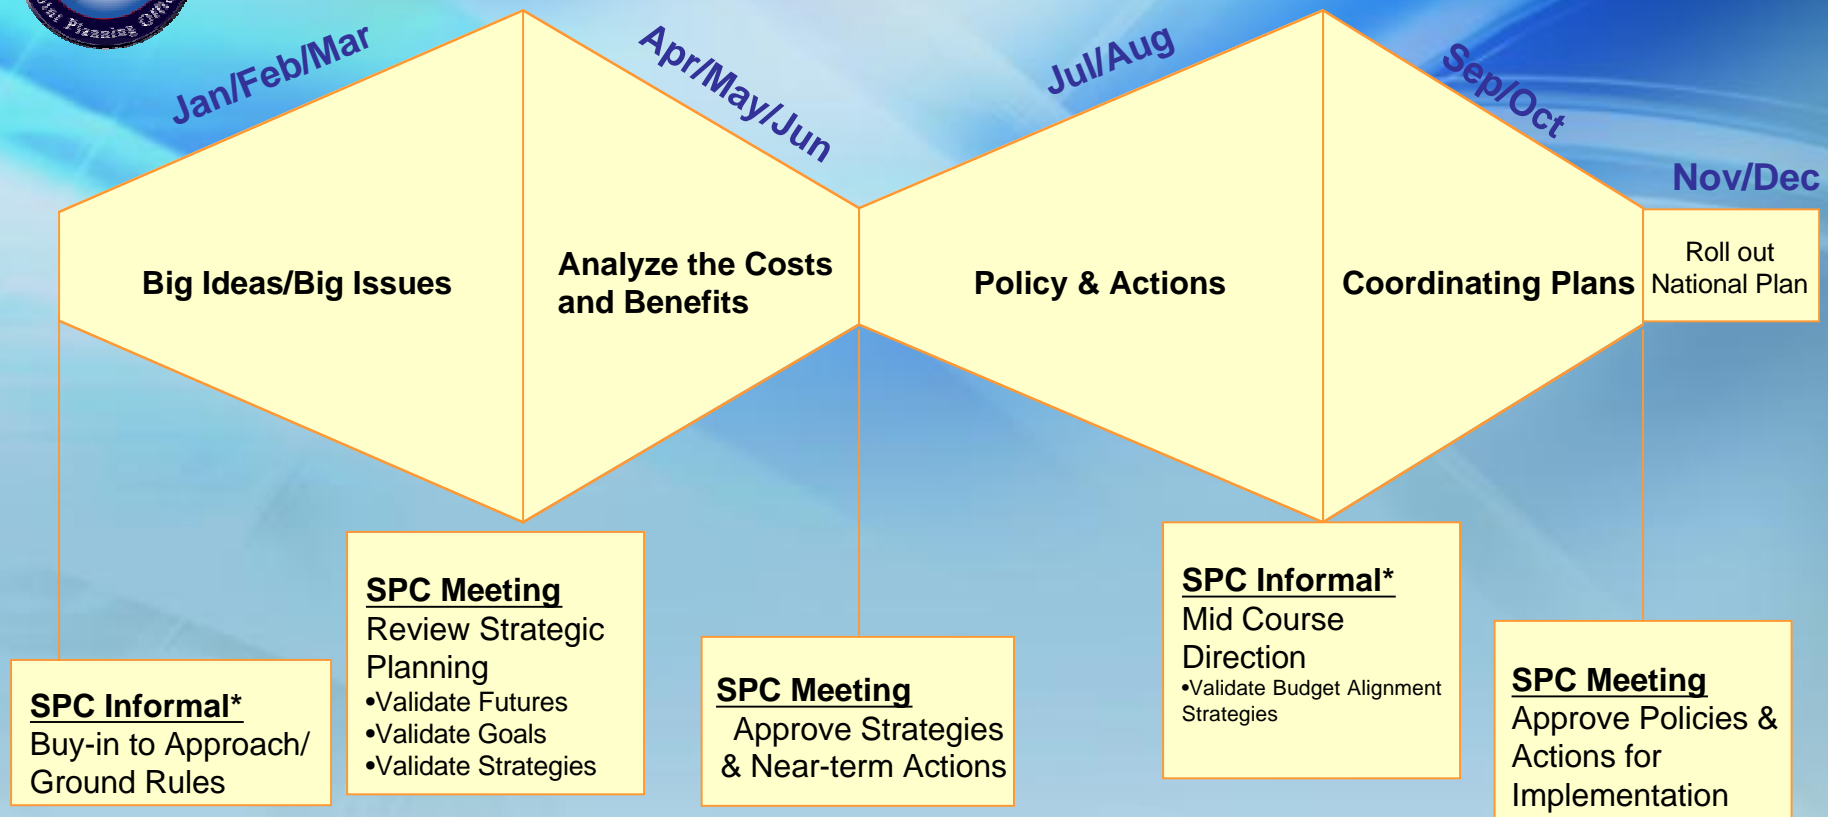 Planning
Jan/Feb/Mar
Apr/May/Jun
Jul/Aug
Sep/Oct
Nov/Dec
Big Ideas/Big Issues
Analyze the Costs
and Benefits
Policy & Actions
Coordinating Plans
Roll out
National Plan
SPC Informal*
Buy-in to Approach/
Ground Rules
SPC Meeting
Review Strategic
Planning
•Validate Futures
•Validate Goals
•Validate Strategies
SPC Meeting
Approve Strategies
& Near-term Actions
SPC Informal*
Mid Course
Direction
•Validate Budget Alignment
Strategies
SPC Meeting
Approve Policies &
Actions for
Implementation